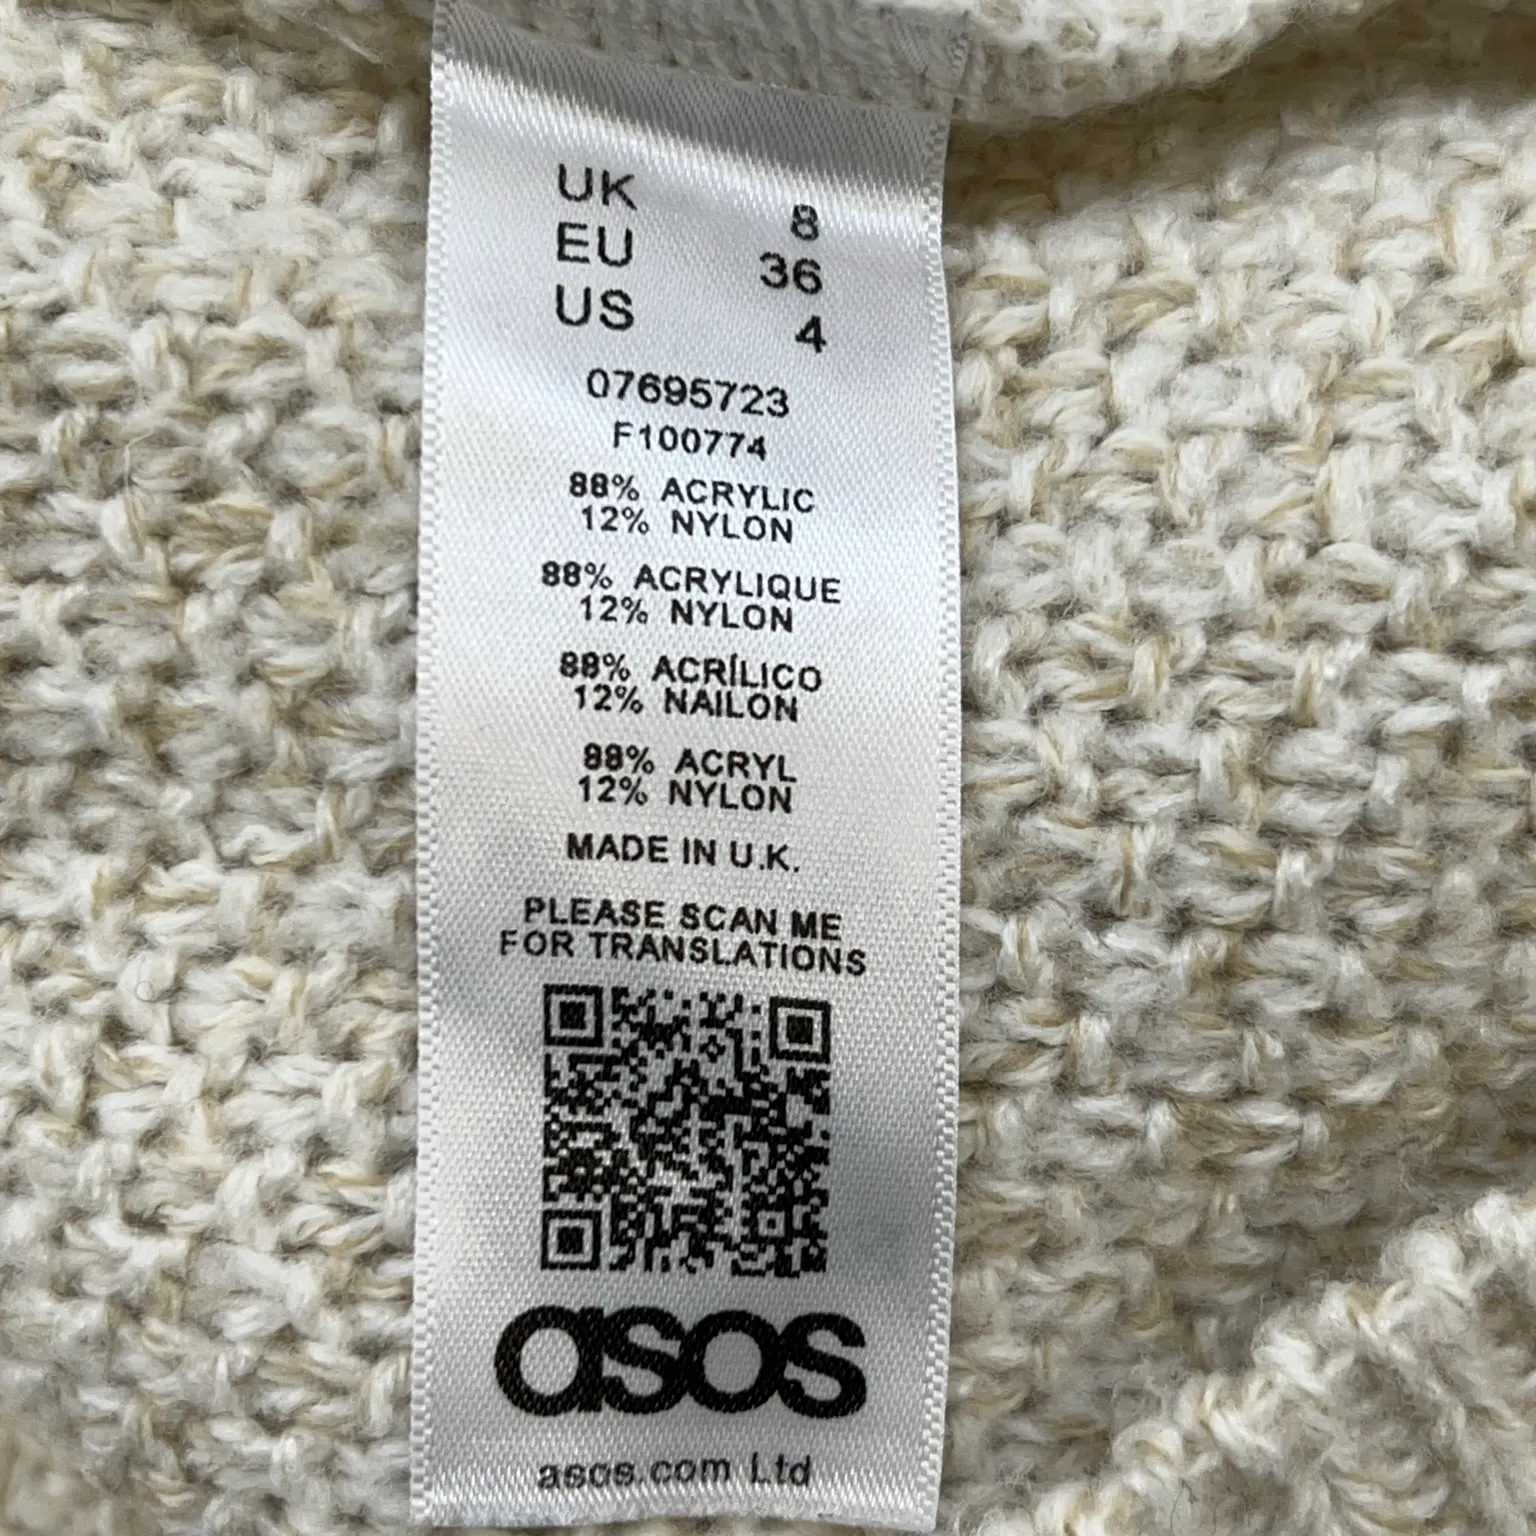 UK 8
EU 36
US 4
07695723
F100774
88% ACRYLIC
12% NYLON
88% ACRYLIQUE
12% NYLON
88% ACRÍLICO
12% NAILON
88% ACRYL
12% NYLON
MADE IN U.K.
PLEASE SCAN ME
FOR TRANSLATIONS
asos
asos.com Ltd